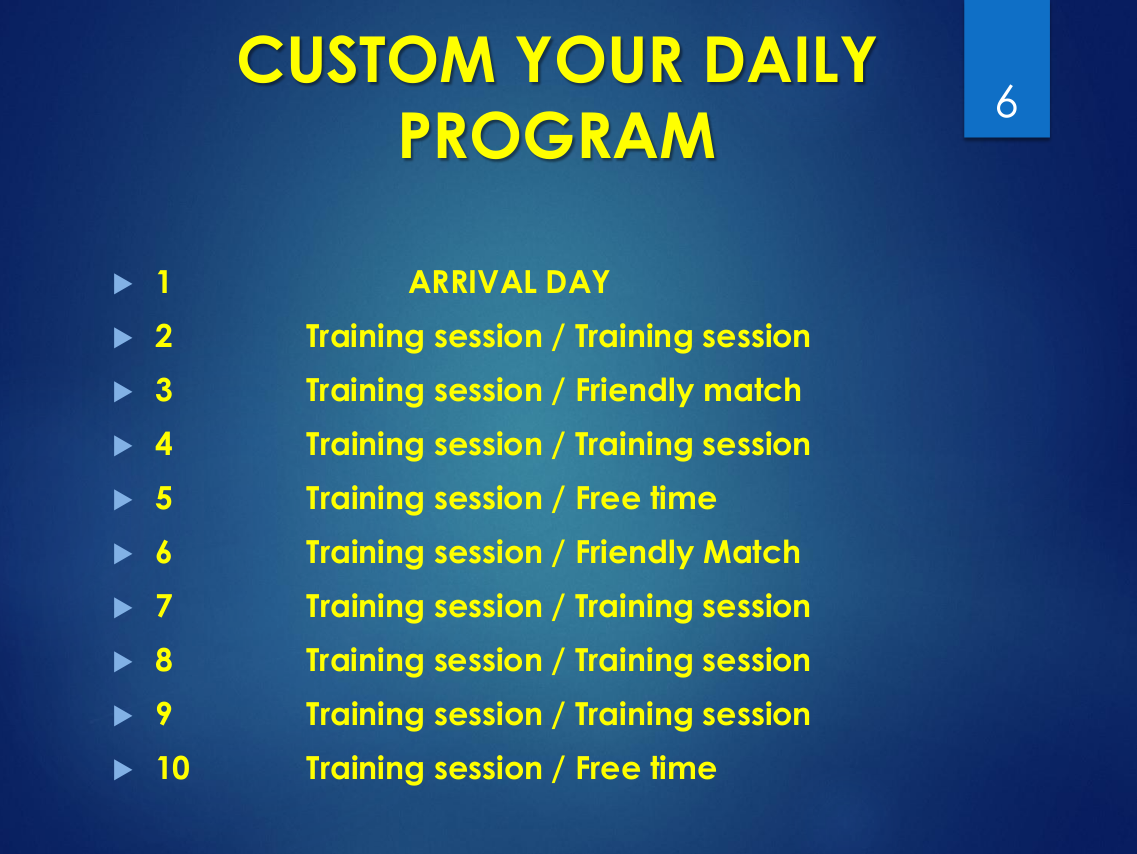 CUSTOM YOUR DAILY
PROGRAM
6
1 ARRIVAL DAY
2 Training session / Training session
3 Training session / Friendly match
4 Training session / Training session
5 Training session / Free time
6 Training session / Friendly Match
7 Training session / Training session
8 Training session / Training session
9 Training session / Training session
10 Training session / Free time